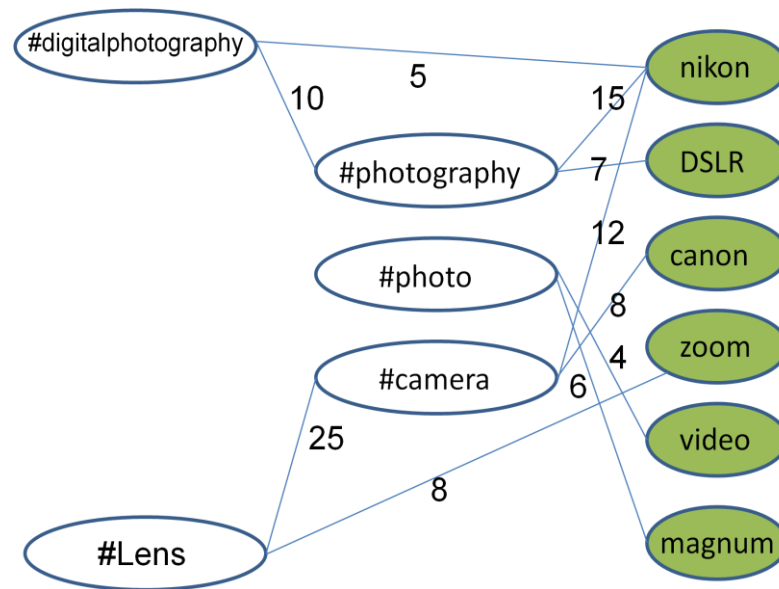 #digitalphotography
nikon
5
10
15
#photography
7
DSLR
12
canon
#photo
8
zoom
4
#camera
6
25
video
8
#Lens
magnum